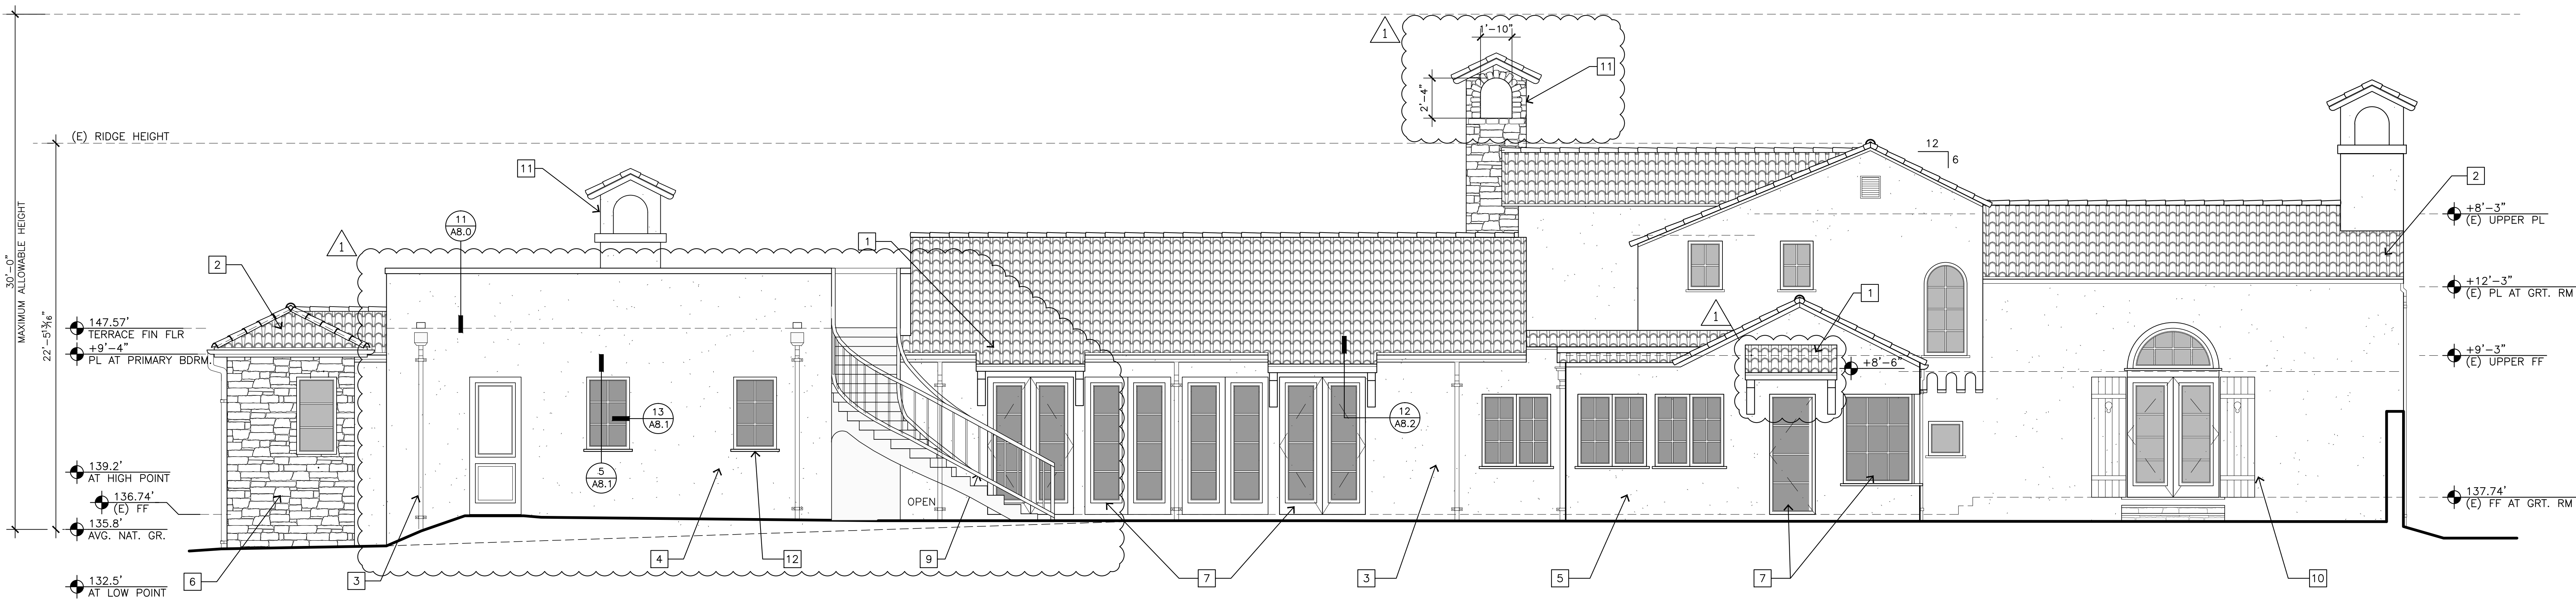 30'-0"
MAXIMUM ALLOWABLE HEIGHT
22'-5 13/16"
(E) RIDGE HEIGHT
1
1'-10"
2'-4"
11
12
6
11
11
A8.0
1
2
1
2
+8'-3"
(E) UPPER PL
+12'-3"
(E) PL AT GRT. RM
147.57'
TERRACE FIN FLR
+9'-4"
PL AT PRIMARY BDRM.
1
1
+8'-6"
+9'-3"
(E) UPPER FF
13
A8.1
12
A8.2
5
A8.1
139.2'
AT HIGH POINT
136.74'
(E) FF
135.8'
AVG. NAT. GR.
132.5'
AT LOW POINT
OPEN
137.74'
(E) FF AT GRT. RM
6
3
4
12
9
7
3
5
7
10